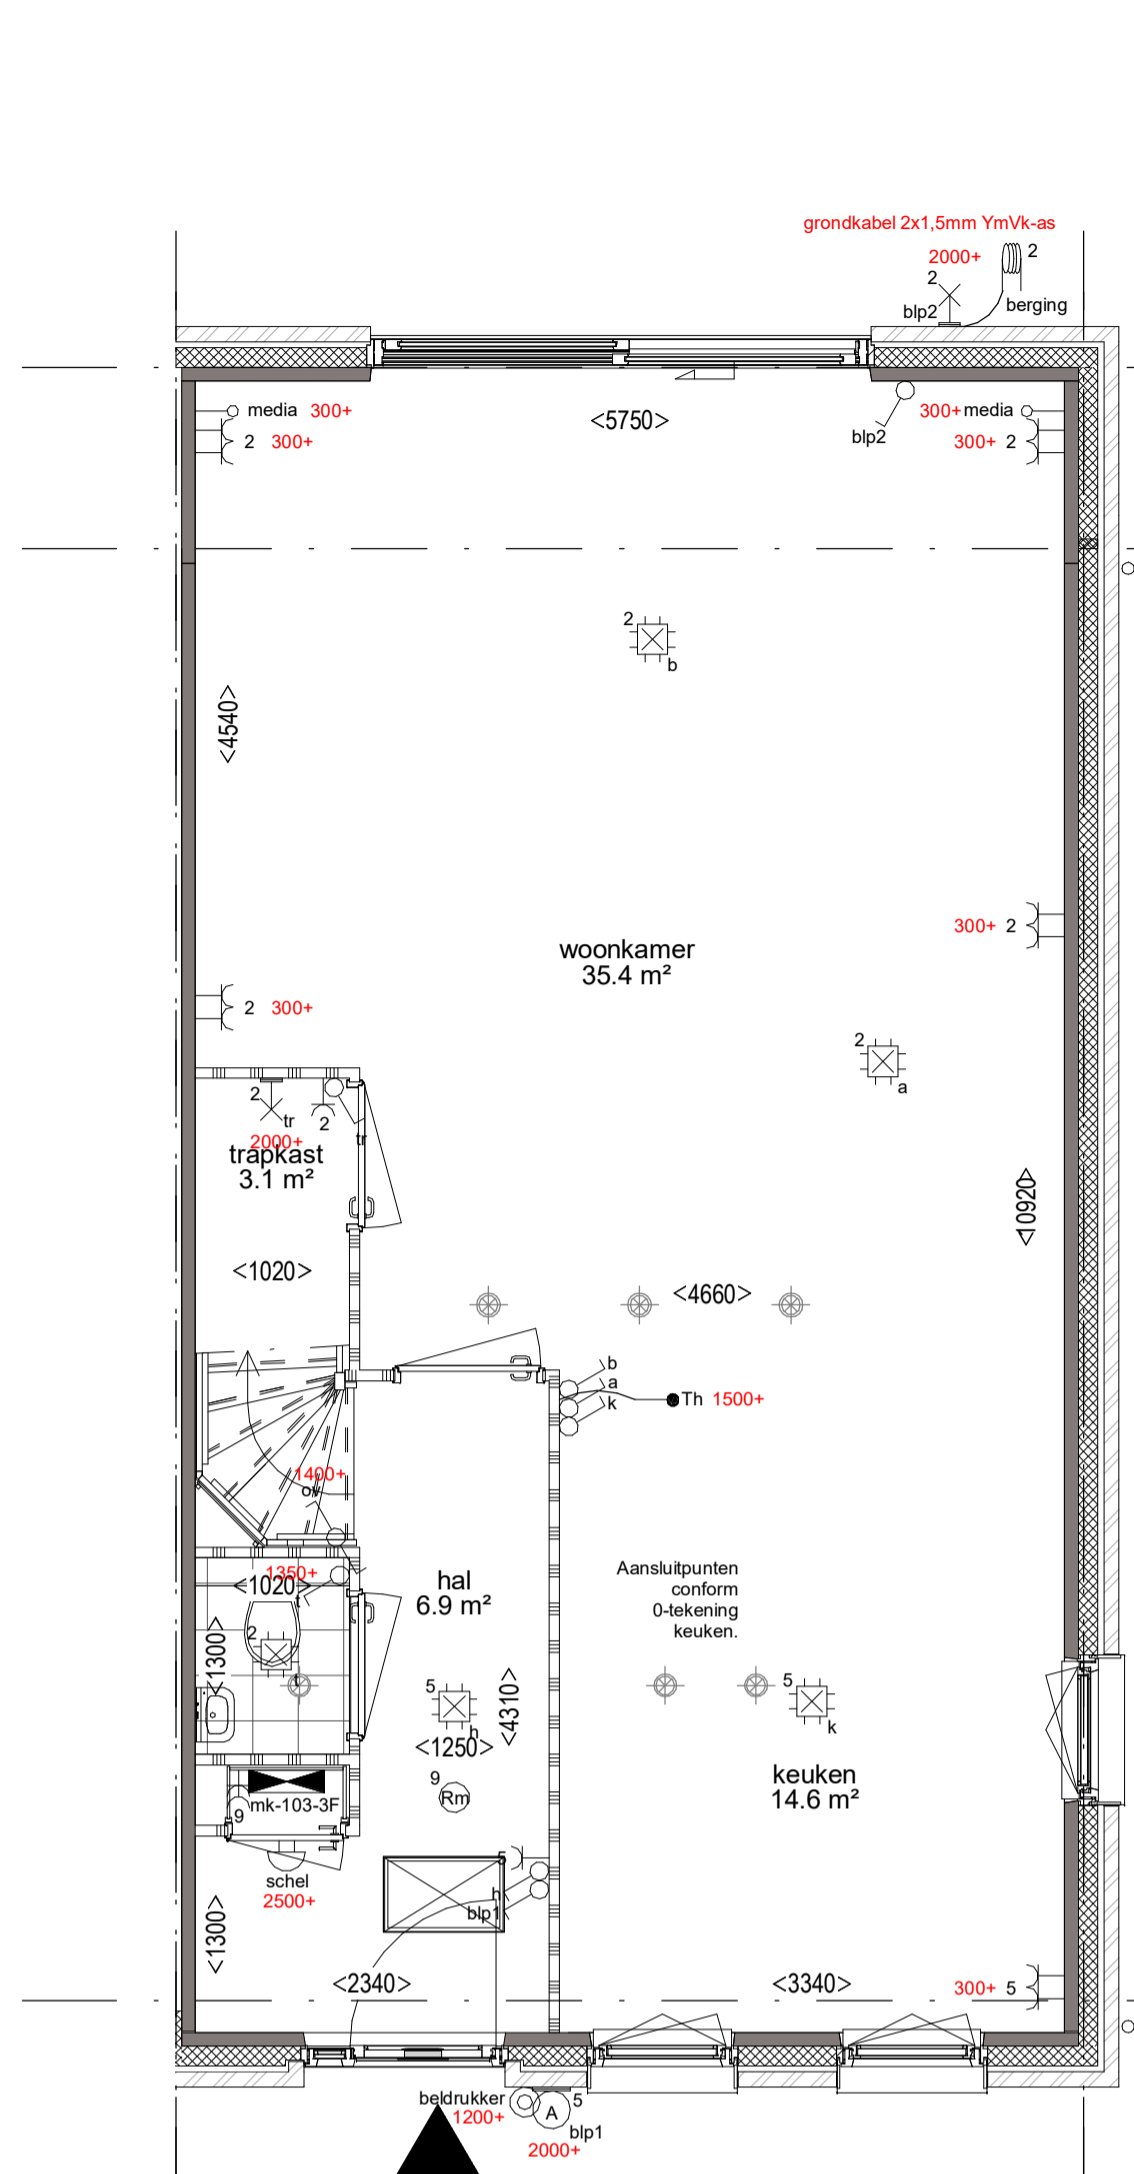 grondkabel 2x1,5mm YmVk-as
2000+
2
2
blp2
berging
media 300+
<5750>
300+ media
2 300+
blp2
300+ 2
2
b
<4540>
woonkamer
35.4 m²
300+ 2
2 300+
2
a
2
tr
2
2000+
tr
trapkast
3.1 m²
<10920>
<1020>
<4660>
b
a
k
Th 1500+
1400+
ov
1350+
<1020>
t
hal
6.9 m²
Aansluitpunten
conform
0-tekening
keuken.
2
t
<1300>
5
h
<4310>
<1250>
5
k
keuken
14.6 m²
9
Rm
mk-103-3F
9
schel
2500+
h
blp1
<1300>
<2340>
<3340>
300+ 5
beldrukker
1200+
A
5
blp1
2000+